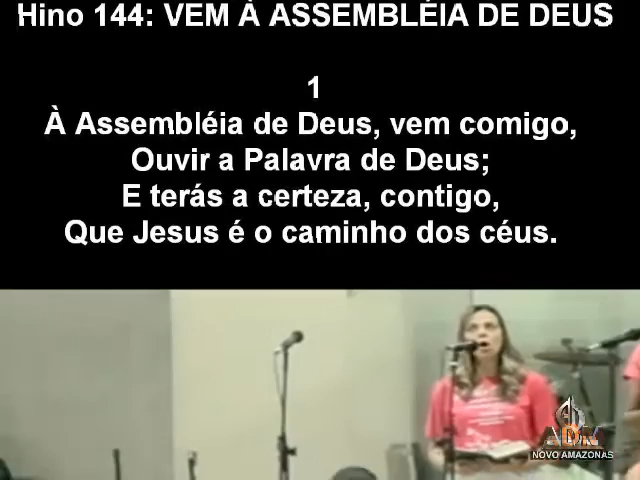 Hino 144: VEM À ASSEMBLÉIA DE DEUS
1
À Assembléia de Deus, vem comigo,
Ouvir a Palavra de Deus;
E terás a certeza, contigo,
Que Jesus é o caminho dos céus.
NOVO AMAZONAS